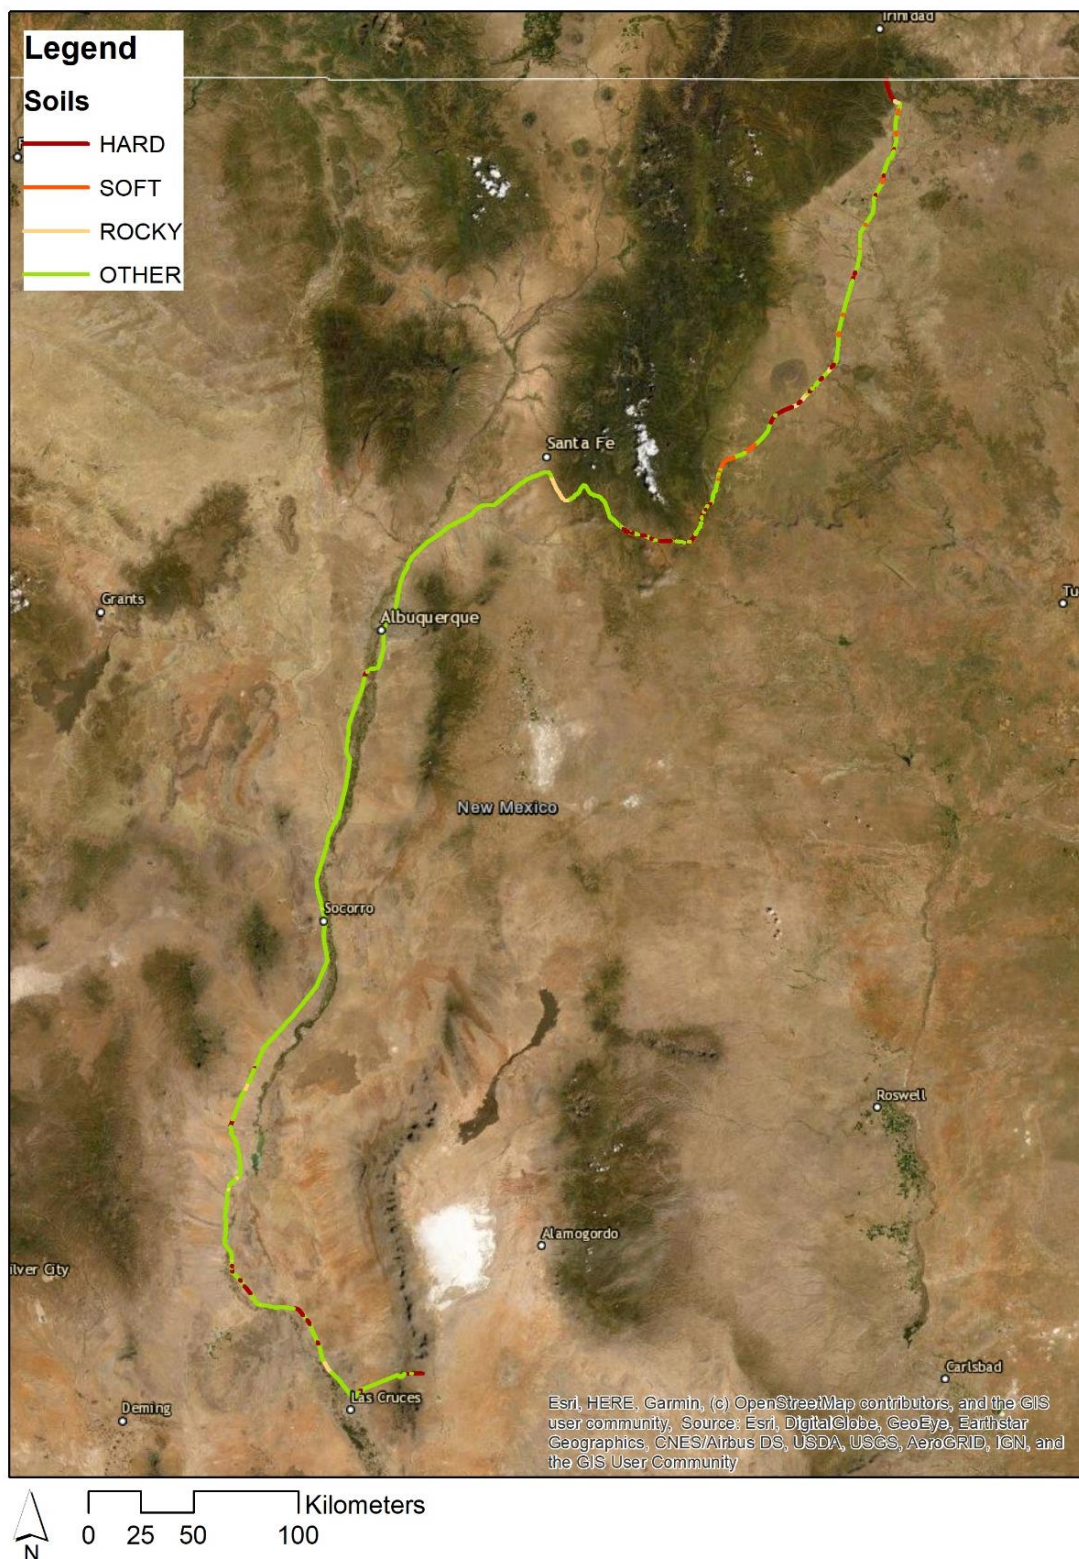 Trinidad
Legend
Soils
HARD
SOFT
ROCKY
OTHER
Santa Fe
Grants
Tu
Albuquerque
New Mexico
Socorro
Roswell
Alamogordo
ilver City
Carlsbad
Las Cruces
Deming
Esri, HERE, Garmin, (c) OpenStreetMap contributors, and the GIS
user community, Source: Esri, DigitalGlobe, GeoEye, Earthstar
Geographics, CNES/Airbus DS, USDA, USGS, AeroGRID, IGN, and
the GIS User Community
Kilometers
0 25 50 100
N